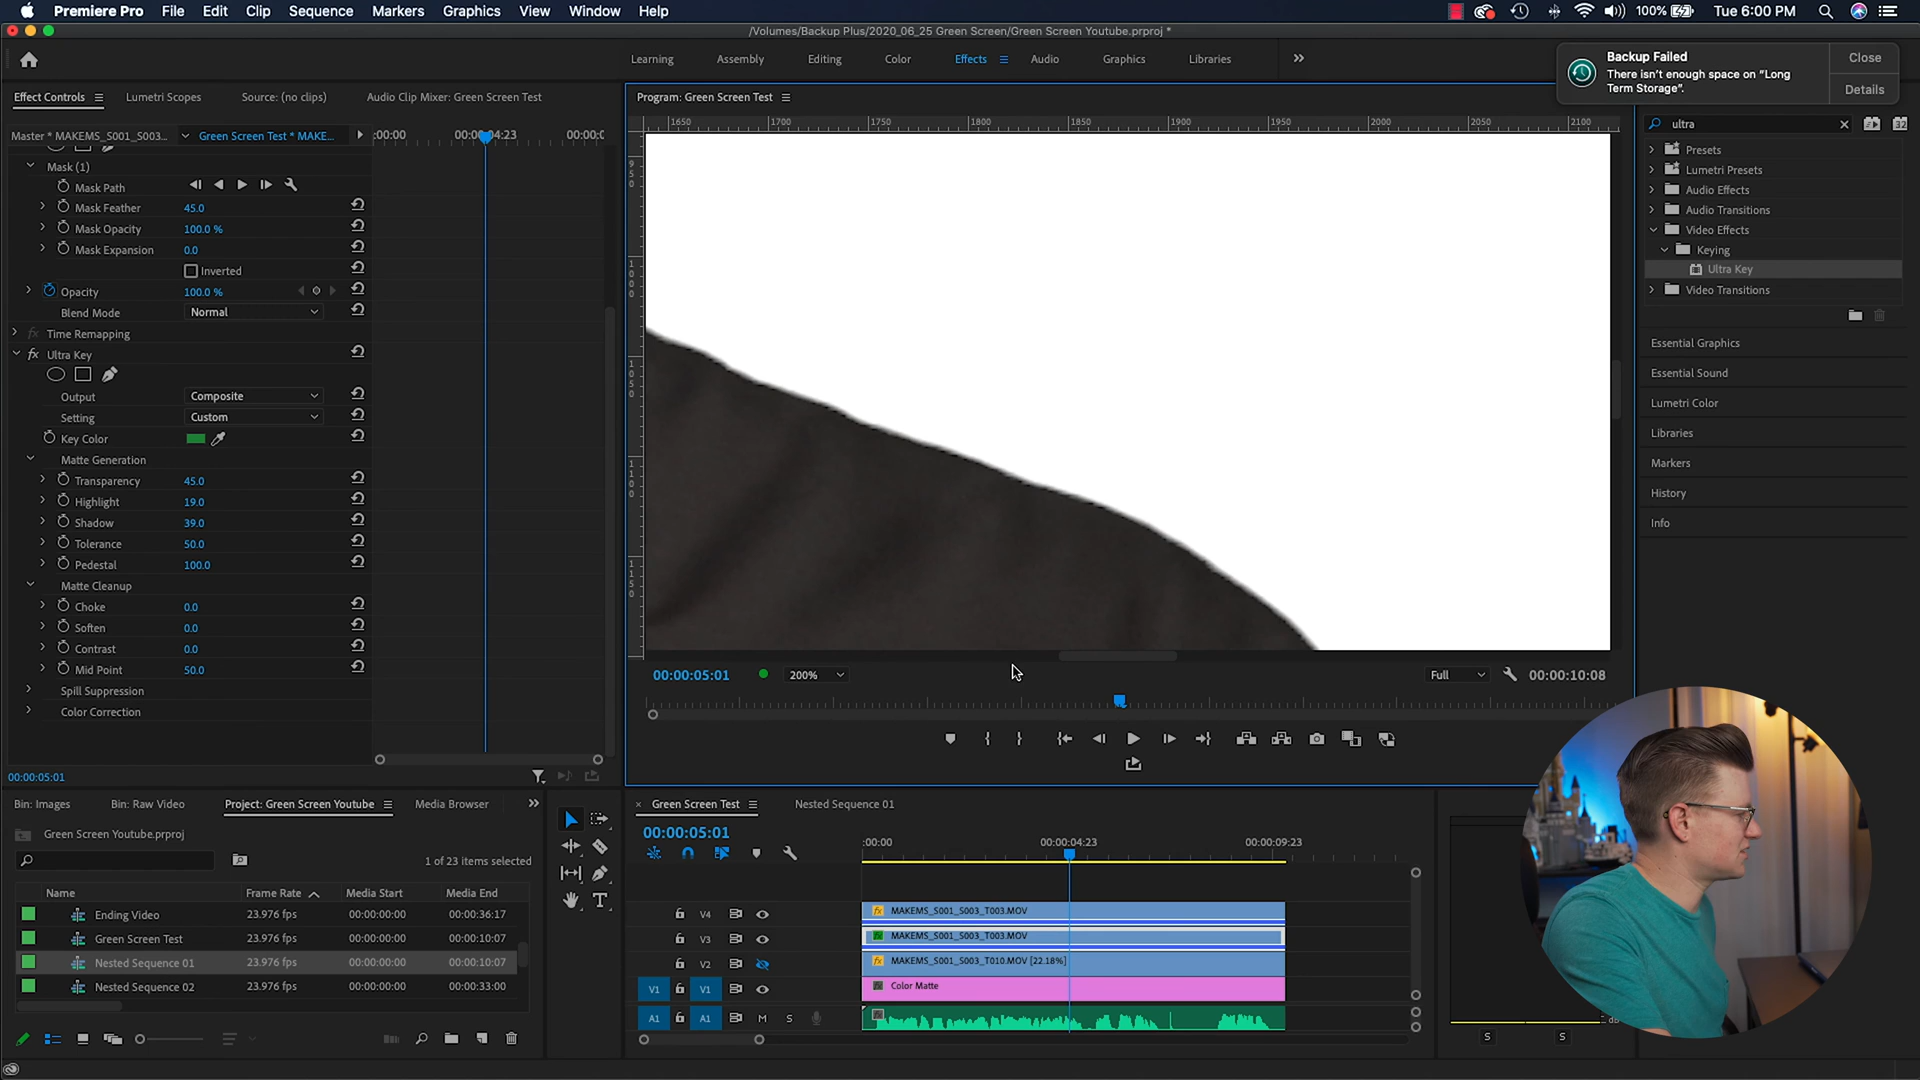 Premiere Pro File Edit Clip Sequence Markers Graphics View Window Help 100% Tue 6:00 PM
/Volumes/Backup Plus/2020_06_25 Green Screen/Green Screen Youtube.prproj *
Learning Assembly Editing Color Effects Audio Graphics Libraries
Backup Failed
There isn't enough space on "Long
Term Storage".
Close
Details
Effect Controls Lumetri Scopes Source: (no clips) Audio Clip Mixer: Green Screen Test
Master * MAKEMS_S001_S003... Green Screen Test * MAKE...
:00:00 00:00:04:23 00:00:0
Mask (1)
Mask Path
Mask Feather 45.0
Mask Opacity 100.0 %
Mask Expansion 0.0
Inverted
Opacity 100.0 %
Blend Mode Normal
Time Remapping
fx Ultra Key
Output Composite
Setting Custom
Key Color
Matte Generation
Transparency 45.0
Highlight 19.0
Shadow 39.0
Tolerance 50.0
Pedestal 100.0
Matte Cleanup
Choke 0.0
Soften 0.0
Contrast 0.0
Mid Point 50.0
Spill Suppression
Color Correction
00:00:05:01
Program: Green Screen Test
1650 1700 1750 1800 1850 1900 1950 2000 2050 2100
950
1000
1050
1100
1150
00:00:05:01 200% Full 00:00:10:08
ultra
Presets
Lumetri Presets
Audio Effects
Audio Transitions
Video Effects
Keying
Ultra Key
Video Transitions
Essential Graphics
Essential Sound
Lumetri Color
Libraries
Markers
History
Info
Bin: Images Bin: Raw Video Project: Green Screen Youtube Media Browser
Green Screen Youtube.prproj
1 of 23 items selected
Name Frame Rate Media Start Media End
Ending Video 23.976 fps 00:00:00:00 00:00:36:17
Green Screen Test 23.976 fps 00:00:00:00 00:00:10:07
Nested Sequence 01 23.976 fps 00:00:00:00 00:00:10:07
Nested Sequence 02 23.976 fps 00:00:00:00 00:00:33:00
Green Screen Test Nested Sequence 01
00:00:05:01
:00:00 00:00:04:23 00:00:09:23
V4 MAKEMS_S001_S003_T003.MOV
V3 MAKEMS_S001_S003_T003.MOV
V2 MAKEMS_S001_S003_T010.MOV [22.18%]
V1 V1 Color Matte
A1 A1 M S
S S